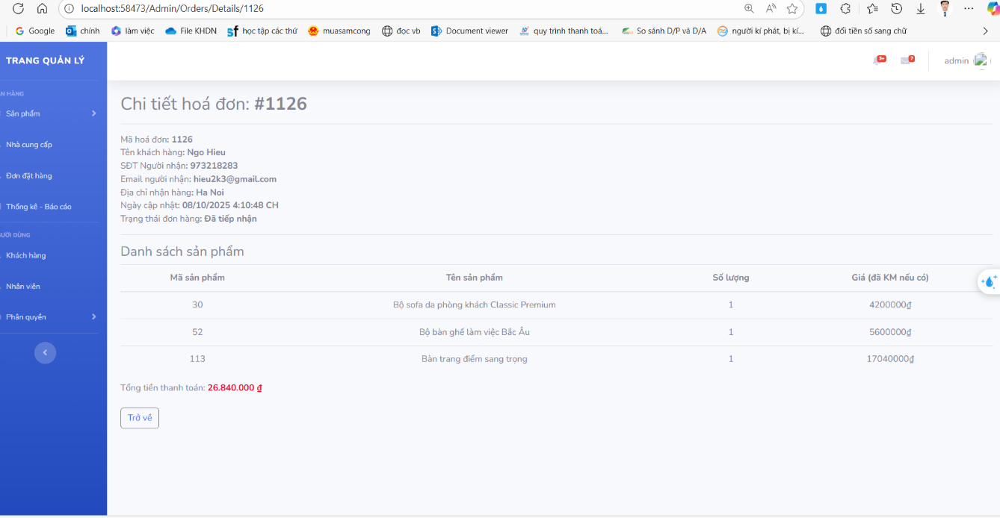 localhost:58473/Admin/Orders/Details/1126
Google chính làm việc File KHDN học tập các thứ muasamcong đọc vb Document viewer quy trình thanh toá... So sánh D/P và D/A người kí phát, bị kí... đổi tiền số sang chữ
TRANG QUẢN LÝ
3+ 7 admin
N HÀNG
Sản phẩm
Nhà cung cấp
Đơn đặt hàng
Thống kê - Báo cáo
ƯỜI DÙNG
Khách hàng
Nhân viên
Phân quyền
Chi tiết hoá đơn: #1126
Mã hoá đơn: 1126
Tên khách hàng: Ngo Hieu
SĐT Người nhận: 973218283
Email người nhận: hieu2k3@gmail.com
Địa chỉ nhận hàng: Ha Noi
Ngày cập nhật: 08/10/2025 4:10:48 CH
Trạng thái đơn hàng: Đã tiếp nhận
Danh sách sản phẩm
Mã sản phẩm Tên sản phẩm Số lượng Giá (đã KM nếu có)
30 Bộ sofa da phòng khách Classic Premium 1 4200000₫
52 Bộ bàn ghế làm việc Bắc Âu 1 5600000₫
113 Bàn trang điểm sang trọng 1 17040000₫
Tổng tiền thanh toán: 26.840.000 ₫
Trở về